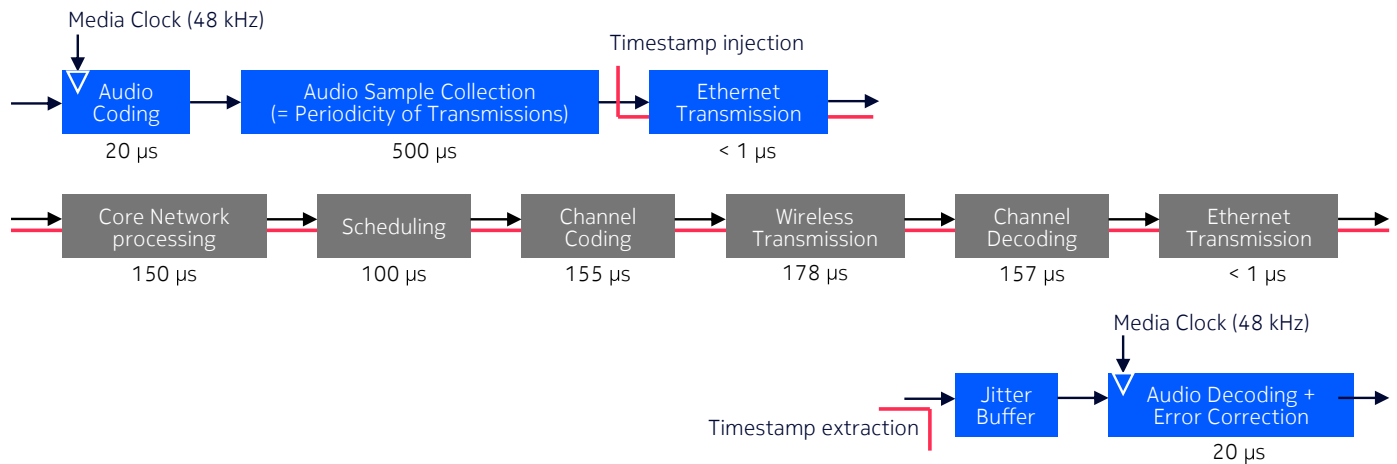 Media Clock (48 kHz)
Timestamp injection
Audio
Coding
Audio Sample Collection
(= Periodicity of Transmissions)
Ethernet
Transmission
20 µs
500 µs
< 1 µs
Core Network
processing
Scheduling
Channel
Coding
Wireless
Transmission
Channel
Decoding
Ethernet
Transmission
150 µs
100 µs
155 µs
178 µs
157 µs
< 1 µs
Media Clock (48 kHz)
Jitter
Buffer
Audio Decoding +
Error Correction
Timestamp extraction
20 µs